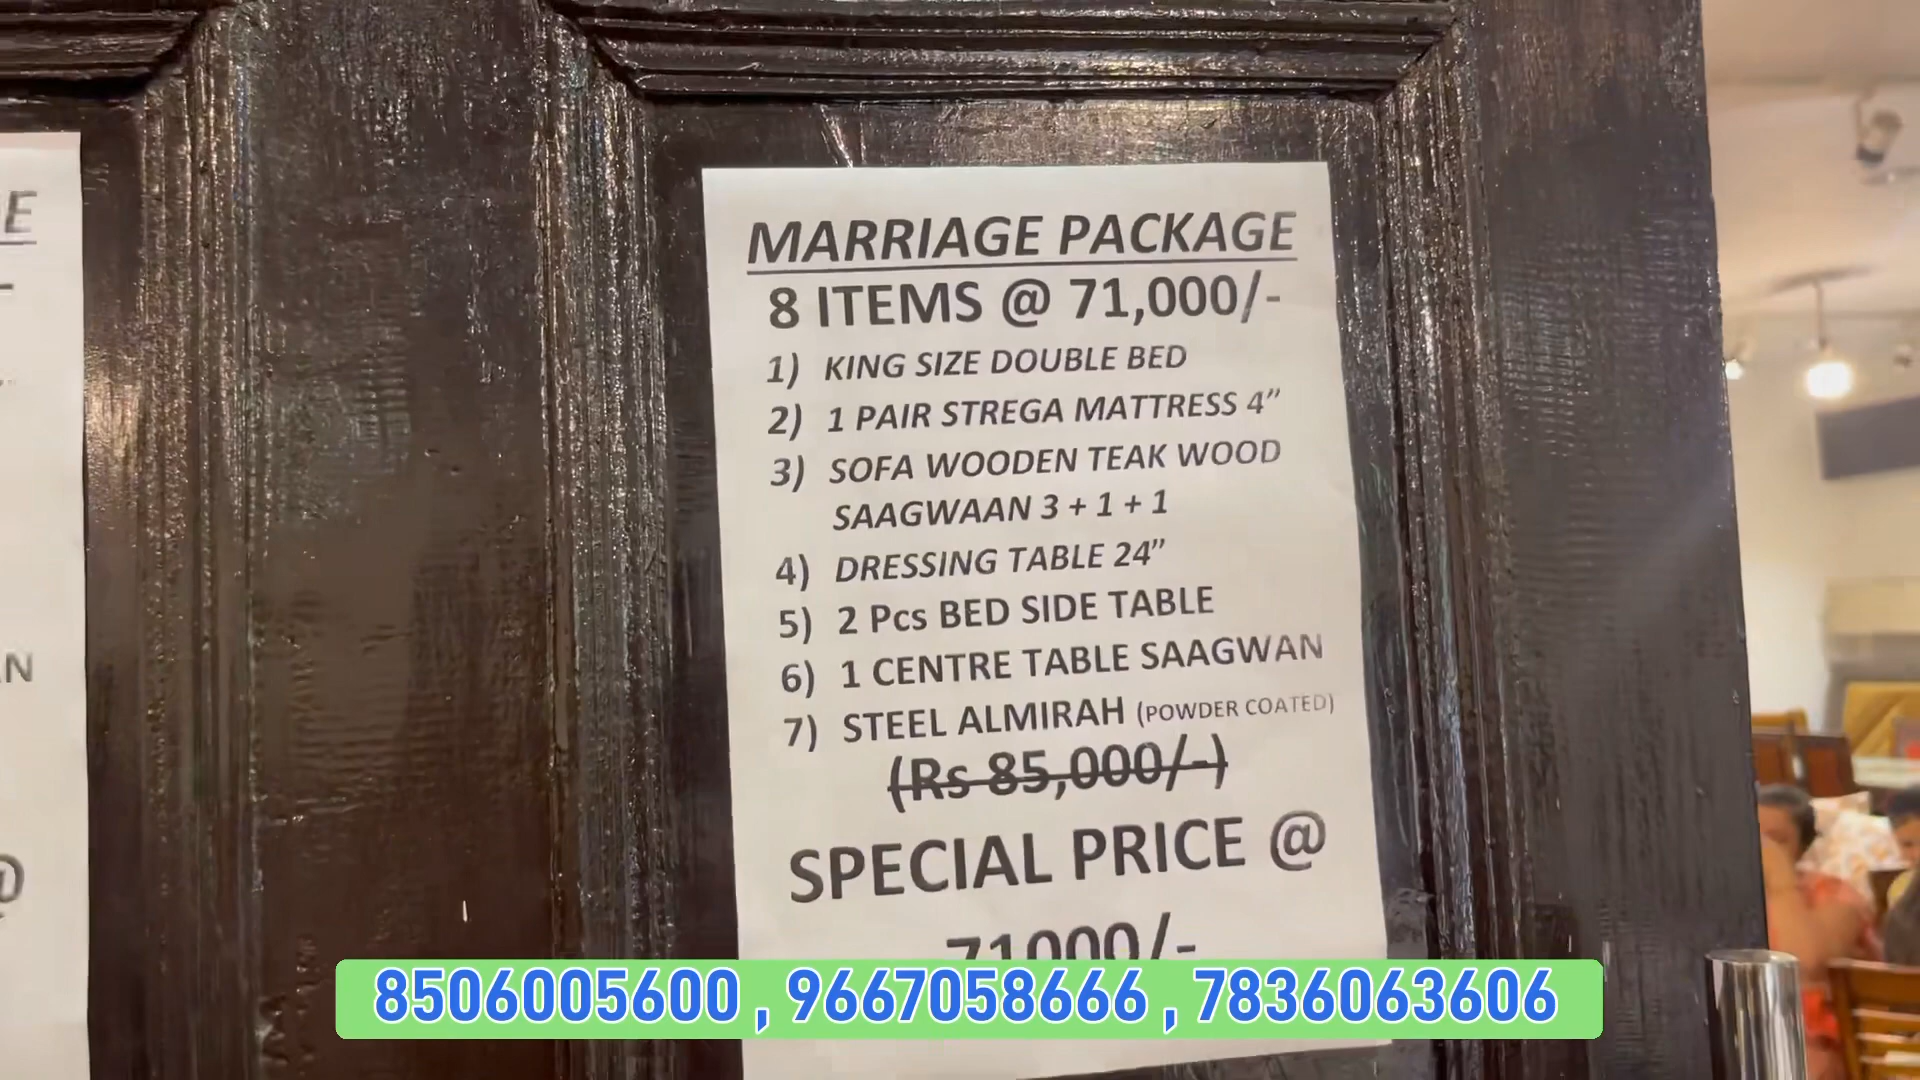 MARRIAGE PACKAGE
8 ITEMS @ 71,000/-
1) KING SIZE DOUBLE BED
2) 1 PAIR STREGA MATTRESS 4”
3) SOFA WOODEN TEAK WOOD
SAAGWAAN 3 + 1 + 1
4) DRESSING TABLE 24”
5) 2 Pcs BED SIDE TABLE
6) 1 CENTRE TABLE SAAGWAN
7) STEEL ALMIRAH (POWDER COATED)
(Rs 85,000/-)
SPECIAL PRICE @
71000/-
8506005600 , 9667058666 , 7836063606